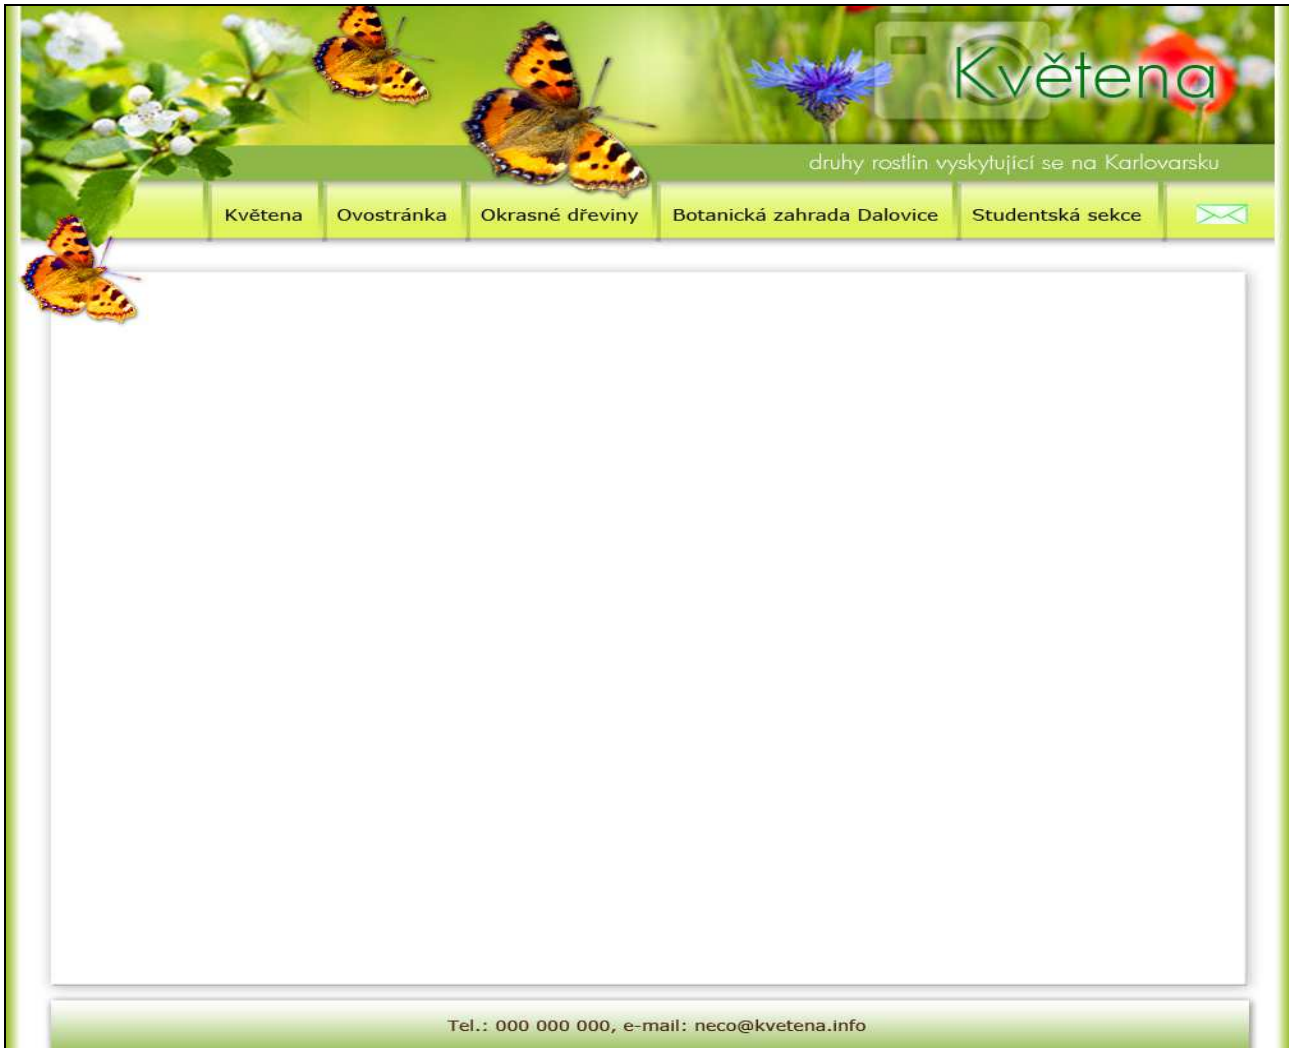 Květena
druhy rostlin vyskytující se na Karlovarsku
Květena Ovostránka Okrasné dřeviny Botanická zahrada Dalovice Studentská sekce
Tel.: 000 000 000, e-mail: neco@kvetena.info